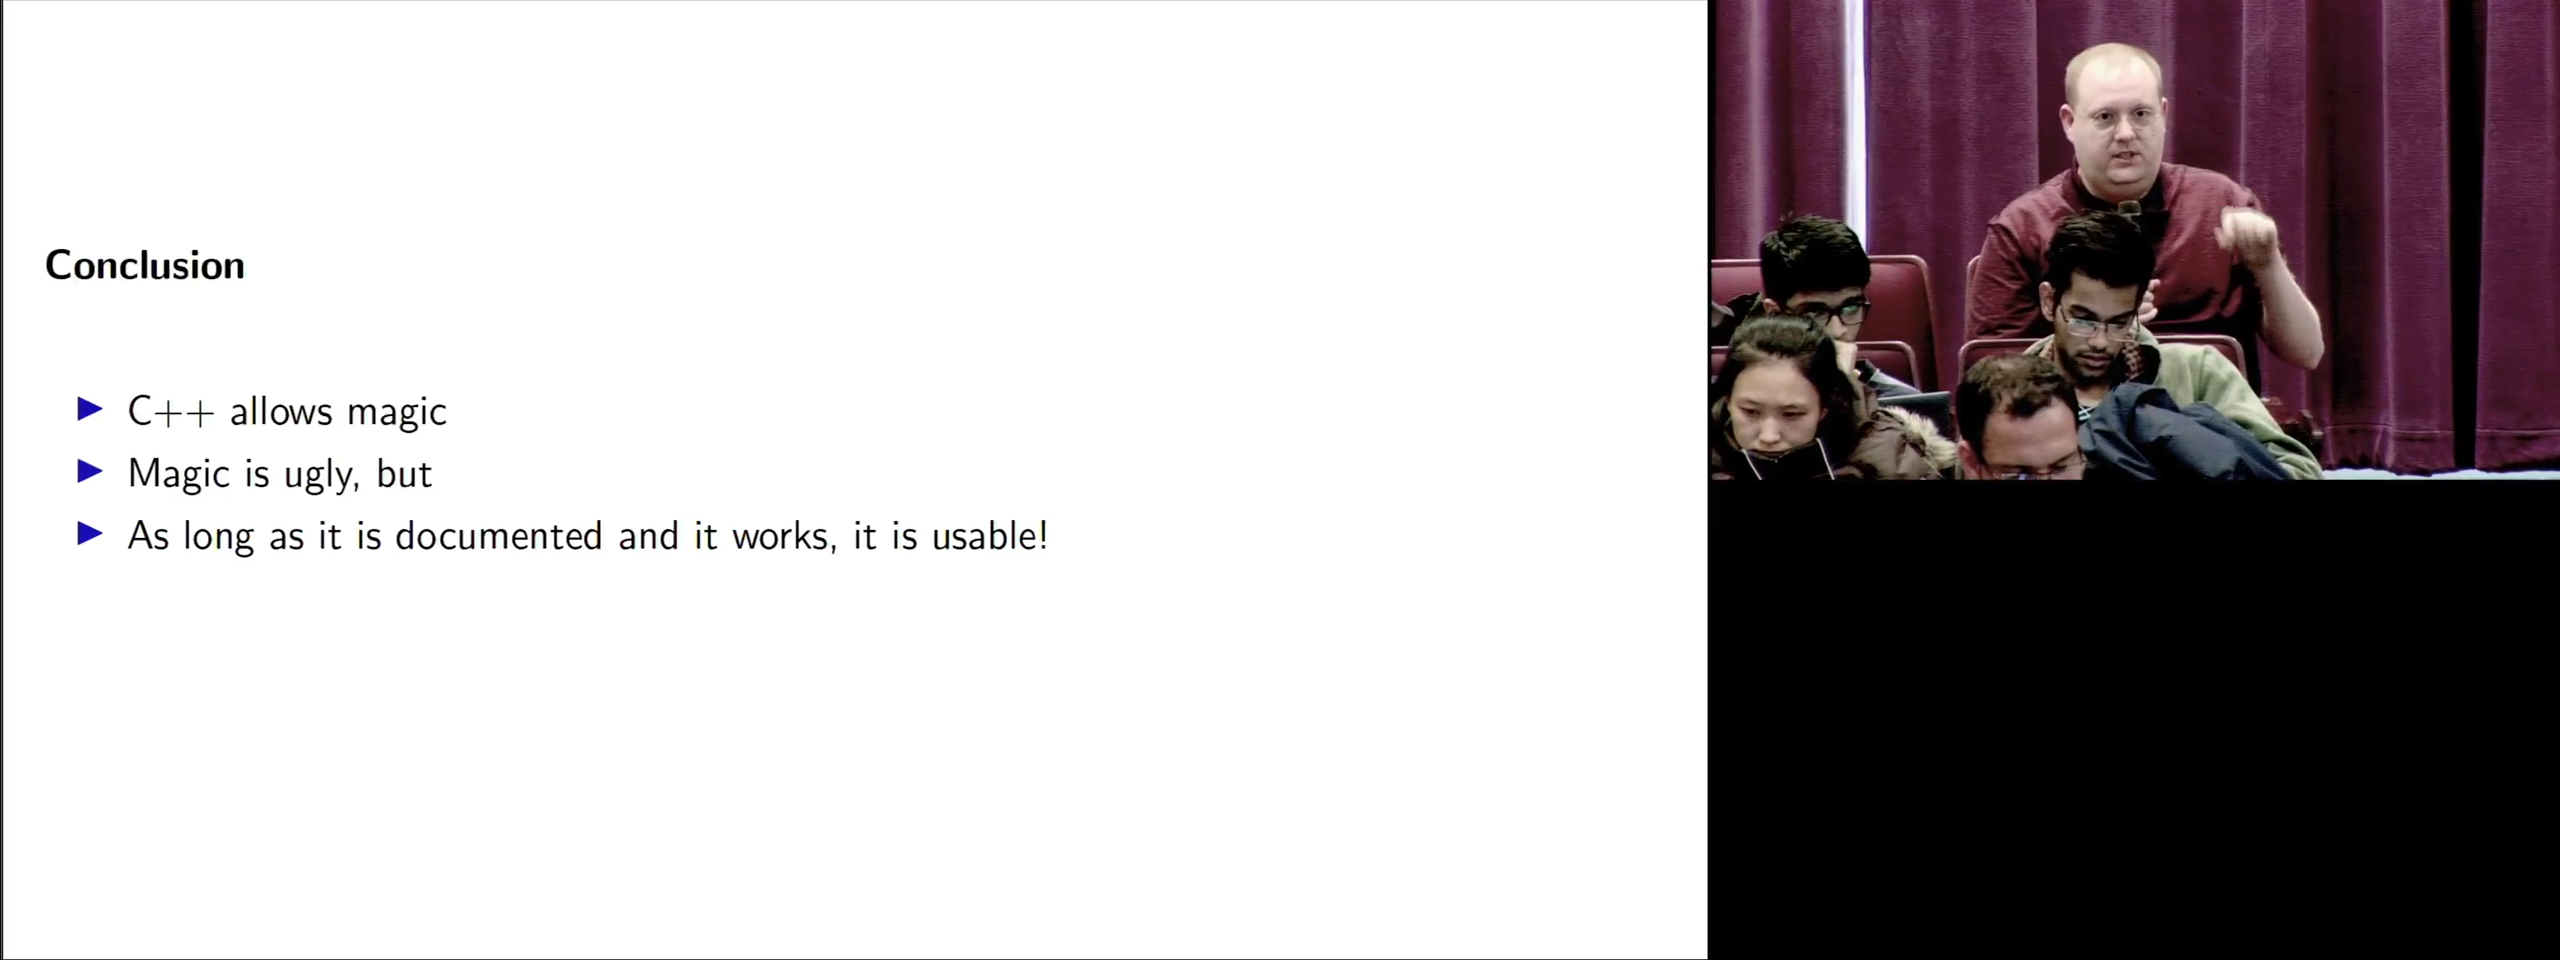 Conclusion
C++ allows magic
Magic is ugly, but
As long as it is documented and it works, it is usable!